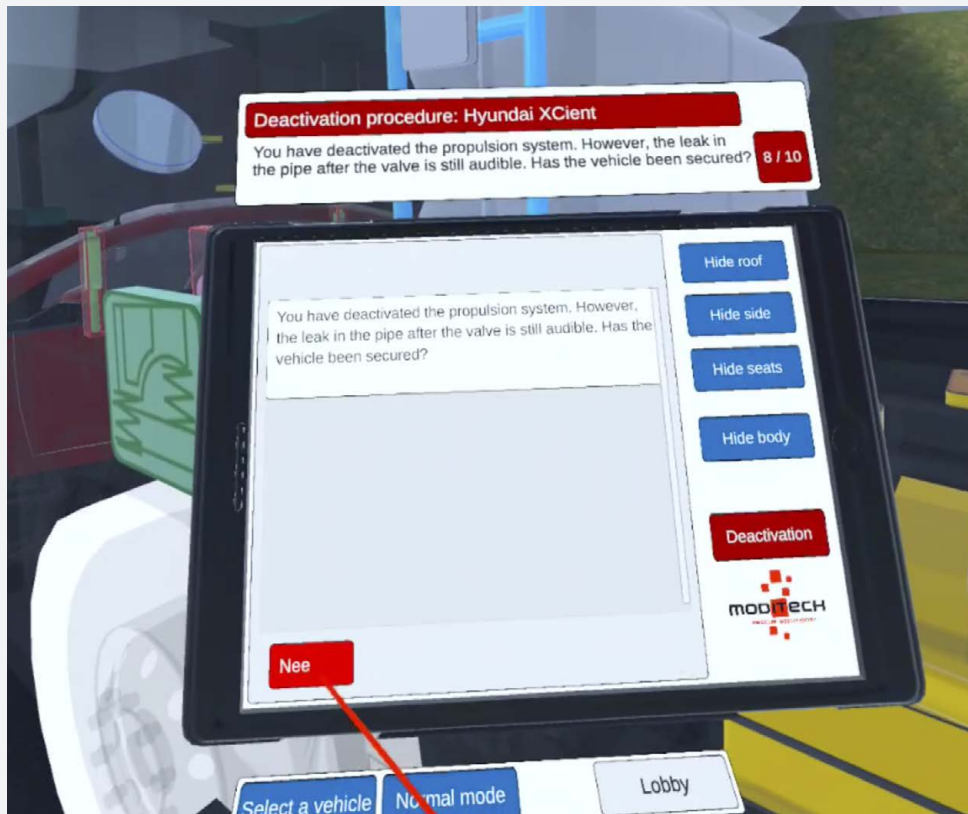 Deactivation procedure: Hyundai XCient
You have deactivated the propulsion system. However, the leak in
the pipe after the valve is still audible. Has the vehicle been secured?
8 / 10
You have deactivated the propulsion system. However,
the leak in the pipe after the valve is still audible. Has the
vehicle been secured?
Hide roof
Hide side
Hide seats
Hide body
Deactivation
MODITECH
Nee
Select a vehicle
Normal mode
Lobby